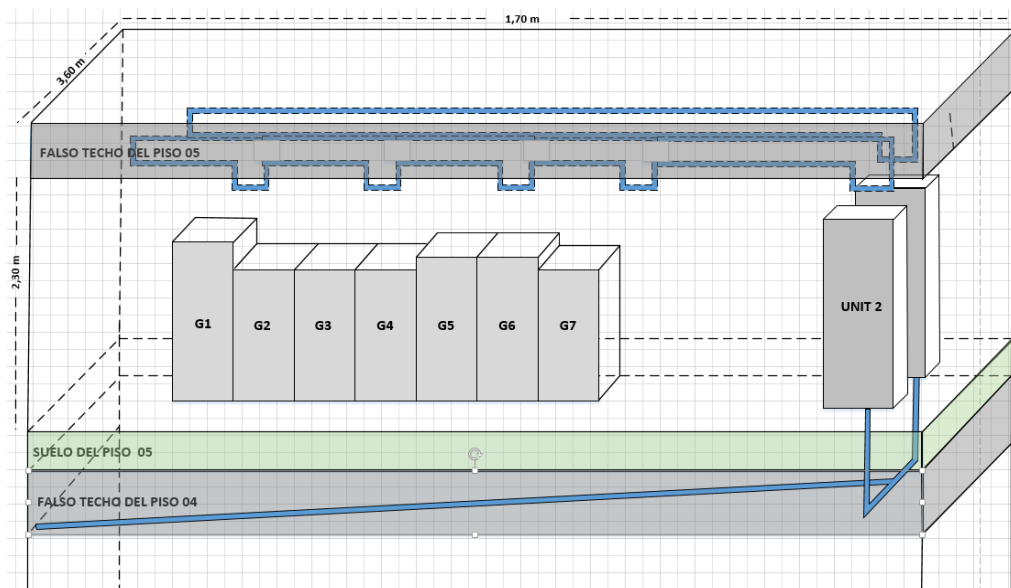 1,70 m
3,60 m
FALSO TECHO DEL PISO 05
2,30 m
G1
G2
G3
G4
G5
G6
G7
UNIT 2
SUELO DEL PISO 05
FALSO TECHO DEL PISO 04